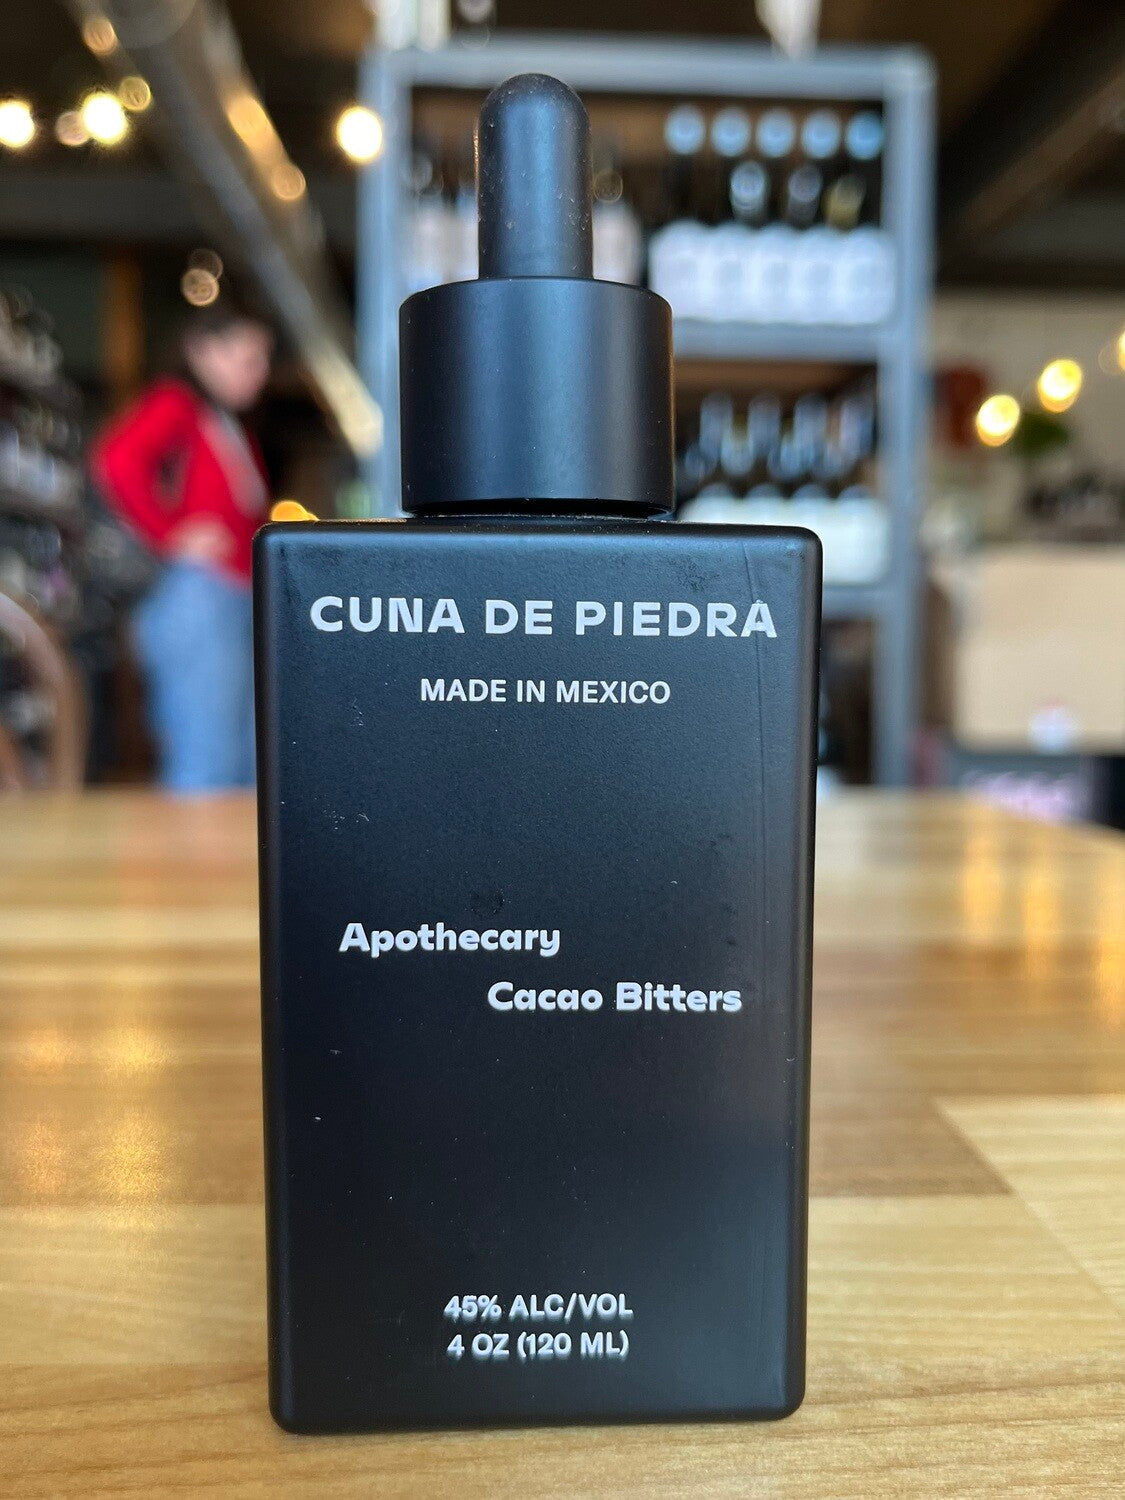 CUNA DE PIEDRA
MADE IN MEXICO
Apothecary
Cacao Bitters
45% ALC/VOL
4 OZ (120 ML)